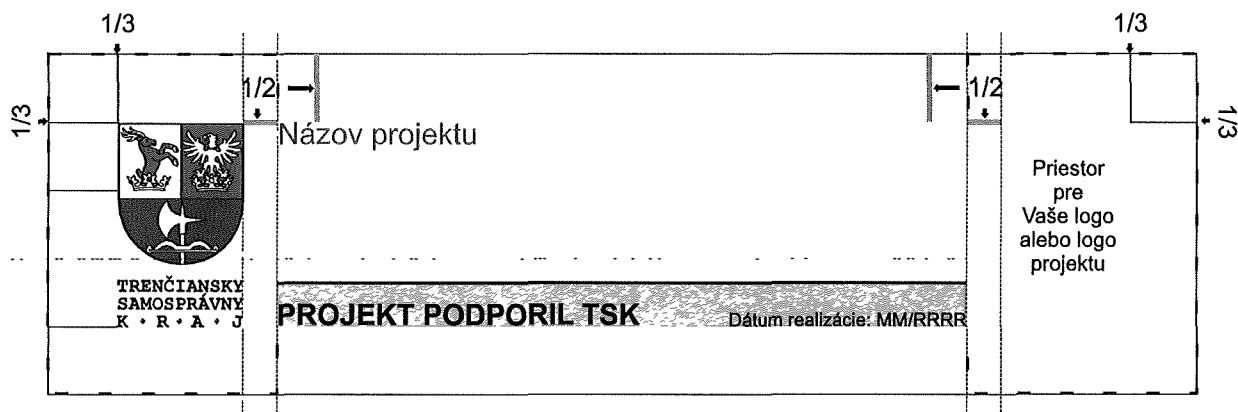 1/3
1/3
1/2
1/2
1/3
1/3
Názov projektu
Priestor
pre
Vaše logo
alebo logo
projektu
TRENČIANSKY
SAMOSPRÁVNY
K • R • A • J
PROJEKT PODPORIL TSK
Dátum realizácie: MM/RRRR